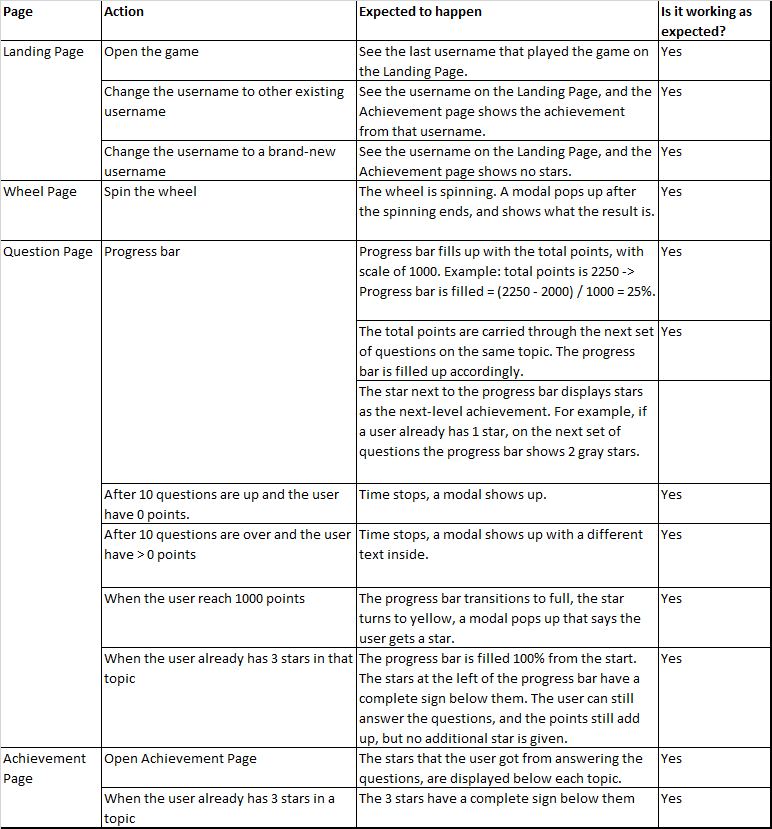 Page Action Expected to happen Is it working as
expected?
Landing Page Open the game See the last username that played the game on Yes
the Landing Page.
Change the username to other existing See the username on the Landing Page, and the Yes
username Achievement page shows the achievement
from that username.
Change the username to a brand-new See the username on the Landing Page, and the Yes
username Achievement page shows no stars.
Wheel Page Spin the wheel The wheel is spinning. A modal pops up after Yes
the spinning ends, and shows what the result is.
Question Page Progress bar Progress bar fills up with the total points, with Yes
scale of 1000. Example: total points is 2250 ->
Progress bar is filled = (2250 - 2000) / 1000 = 25%.
The total points are carried through the next set Yes
of questions on the same topic. The progress
bar is filled up accordingly.
The star next to the progress bar displays stars
as the next-level achievement. For example, if
a user already has 1 star, on the next set of
questions the progress bar shows 2 gray stars.
After 10 questions are up and the user Time stops, a modal shows up. Yes
have 0 points.
After 10 questions are over and the user Time stops, a modal shows up with a different Yes
have > 0 points text inside.
When the user reach 1000 points The progress bar transitions to full, the star Yes
turns to yellow, a modal pops up that says the
user gets a star.
When the user already has 3 stars in that The progress bar is filled 100% from the start. Yes
topic The stars at the left of the progress bar have a
complete sign below them. The user can still
answer the questions, and the points still add
up, but no additional star is given.
Achievement Open Achievement Page The stars that the user got from answering the Yes
Page questions, are displayed below each topic.
When the user already has 3 stars in a The 3 stars have a complete sign below them Yes
topic